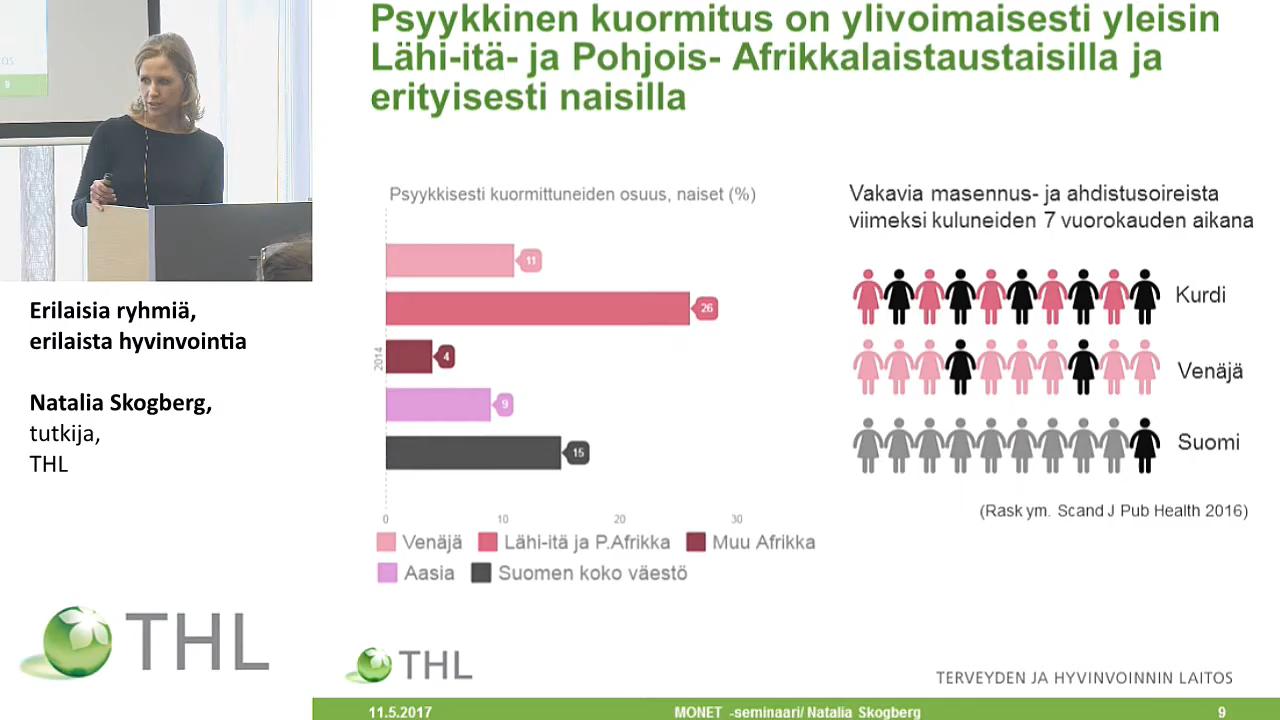 Psyykkinen kuormitus on ylivoimaisesti yleisin
Lähi-itä- ja Pohjois- Afrikkalaistaustaisilla ja
erityisesti naisilla
9
Erilaisia ryhmiä,
erilaista hyvinvointia
Natalia Skogberg,
tutkija,
THL
THL
Psyykkisesti kuormittuneiden osuus, naiset (%)
11
26
2014
4
9
15
0 10 20 30
Venäjä Lähi-itä ja P.Afrikka Muu Afrikka
Aasia Suomen koko väestö
Vakavia masennus- ja ahdistusoireista
viimeksi kuluneiden 7 vuorokauden aikana
Kurdi
Venäjä
Suomi
(Rask ym. Scand J Pub Health 2016)
THL
TERVEYDEN JA HYVINVOINNIN LAITOS
11.5.2017 MONET -seminaari/ Natalia Skogberg 9